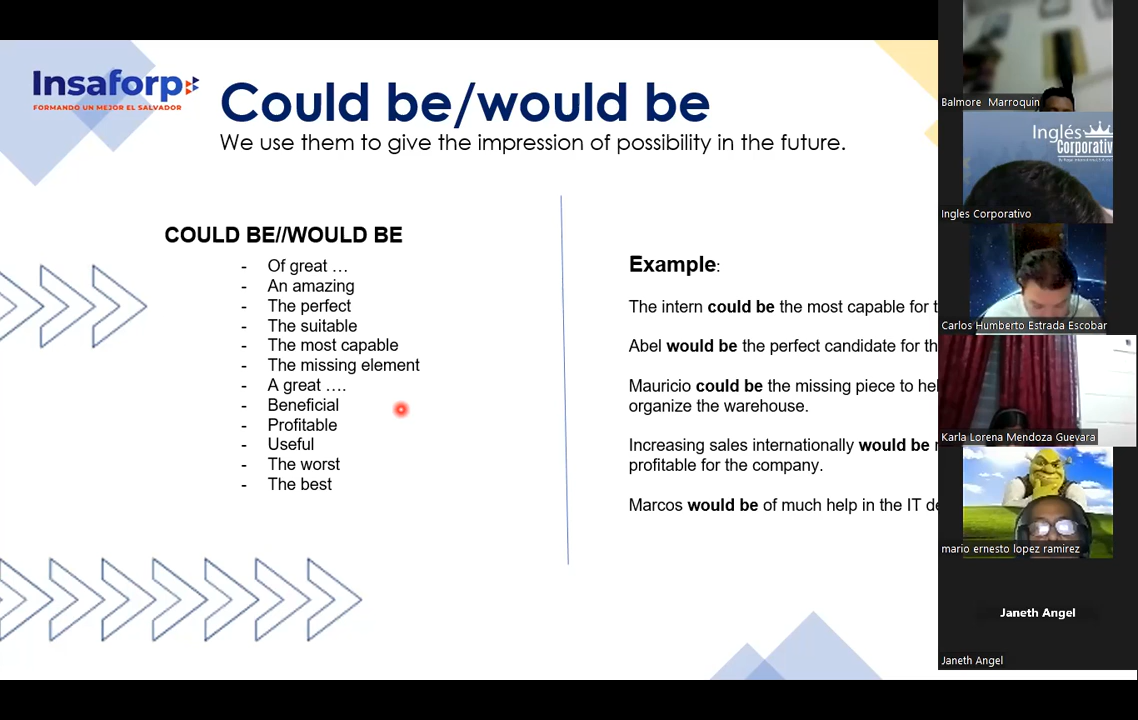 Insaforp
FORMANDO UN MEJOR EL SALVADOR
Could be/would be
We use them to give the impression of possibility in the future.
COULD BE//WOULD BE
- Of great …
- An amazing
- The perfect
- The suitable
- The most capable
- The missing element
- A great ….
- Beneficial
- Profitable
- Useful
- The worst
- The best
Example:
The intern could be the most capable for
Abel would be the perfect candidate for
Mauricio could be the missing piece to
organize the warehouse.
Increasing sales internationally would be
profitable for the company.
Marcos would be of much help in the IT
Balmore Marroquin
Inglés
Corporativ
Ingles Corporativo
Carlos Humberto Estrada Escobar
Karla Lorena Mendoza Guevara
mario ernesto lopez ramirez
Janeth Angel
Janeth Angel